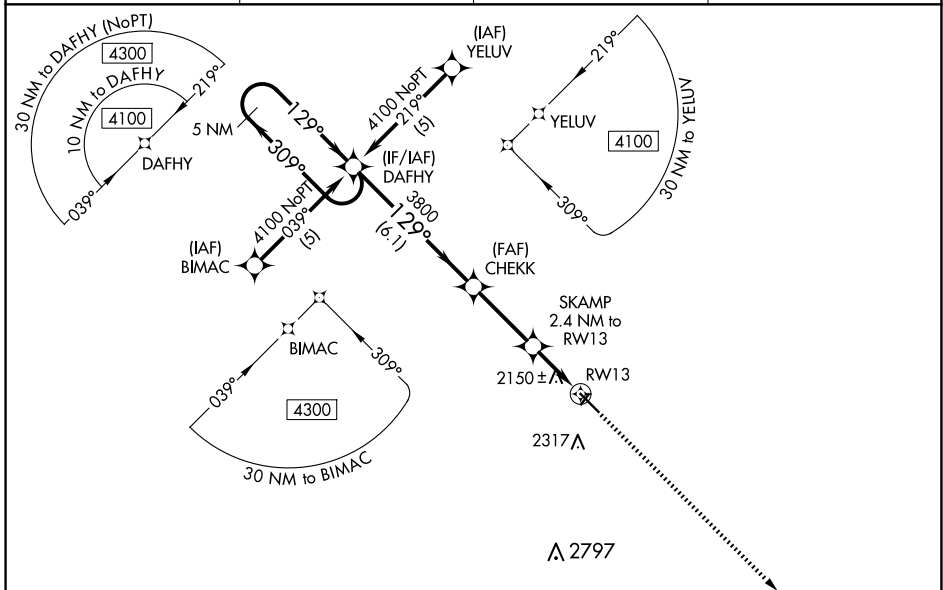 30 NM to DAFHY (NoPT)
4300
10 NM to DAFHY
4100
219°
DAFHY
039°
5 NM
129°
309°
(IAF)
YELUV
4100 NoPT
219°
(5)
(IF/IAF)
DAFHY
4100 NoPT
039°
(5)
(IAF)
BIMAC
3800
129°
(6.1)
(FAF)
CHEKK
SKAMP
2.4 NM to
RW13
2150 ±
RW13
2317
2797
219°
YELUV
4100
30 NM to YELUV
309°
BIMAC
039°
309°
4300
30 NM to BIMAC